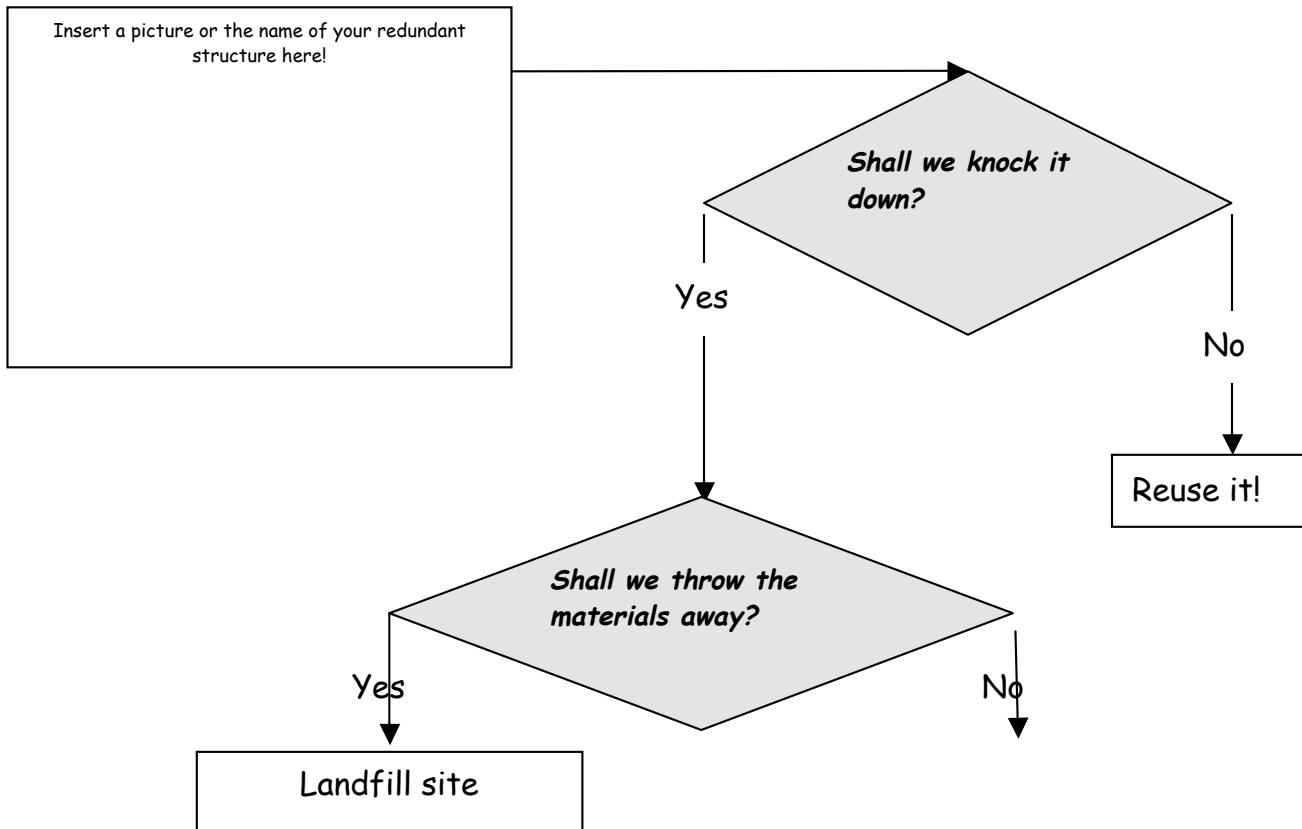 Insert a picture or the name of your redundant
structure here!
Shall we knock it
down?
Yes
No
Reuse it!
Shall we throw the
materials away?
Yes
No
Landfill site